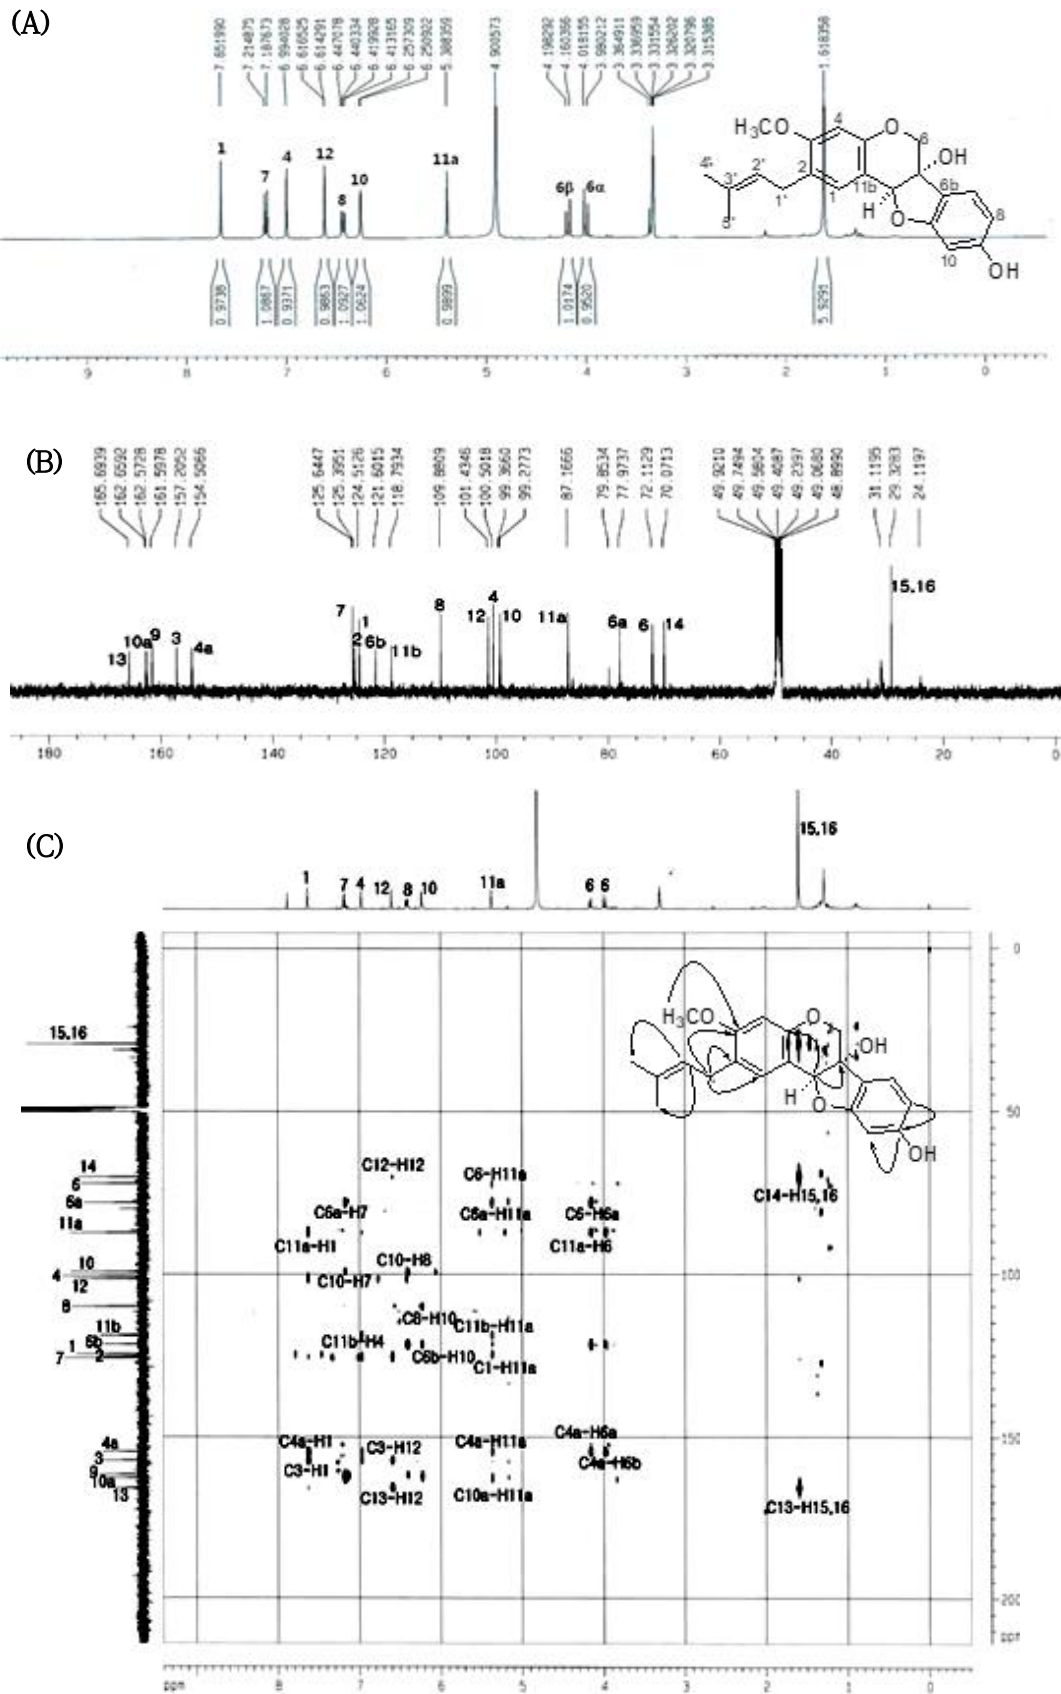 (A)
7.651990
7.214875
7.187673
6.994028
6.616525
6.614291
6.447078
6.440334
6.419928
6.413165
6.257309
6.250922
5.388359
4.900573
4.198292
4.160366
4.018155
3.980212
3.364911
3.336959
3.331554
3.326202
3.320796
3.315385
1.618358
1
7
4
12
8
10
11a
6β
6α
H₃CO
4
O
6
OH
4'
3'
2'
1'
5'
2
1
11b
6b
H
O
8
10
OH
0.9738
1.0867
0.9371
0.9863
1.0927
1.0624
0.9899
1.0174
0.9520
5.9291
9 8 7 6 5 4 3 2 1 0
(B)
165.6939
162.6592
162.5728
161.5978
157.2052
154.5066
125.6447
125.3951
124.5126
121.6015
118.7934
109.8809
101.4346
100.5018
99.3660
99.2773
87.1666
79.8534
77.9737
72.1129
70.0713
49.9210
49.7494
49.5804
49.4087
49.2397
49.0680
48.8990
31.1195
29.3283
24.1197
13
10a
9
3
4a
7
2
1
6b
11b
8
12
4
10
11a
6a
6
14
15.16
180 160 140 120 100 80 60 40 20 0
(C)
1
7
4
12
8
10
11a
6
6
15.16
15.16
14
6
6a
11a
10
4
12
8
11b
6b
1
2
7
4a
3
9
10a
13
H₃CO
O
OH
H
O
OH
C12-H12
C6-H11a
C14-H15,16
C6a-H7
C6a-H11a
C6-H6a
C11a-H1
C11a-H6
C10-H8
C10-H7
C8-H10
C11b-H11a
C11b-H4
C6b-H10
C1-H11a
C4a-H1
C3-H12
C4a-H11a
C4a-H6a
C3-H1
C4a-H6b
C13-H12
C10a-H11a
C13-H15,16
0
50
100
150
200
ppm
ppm 9 8 7 6 5 4 3 2 1 0